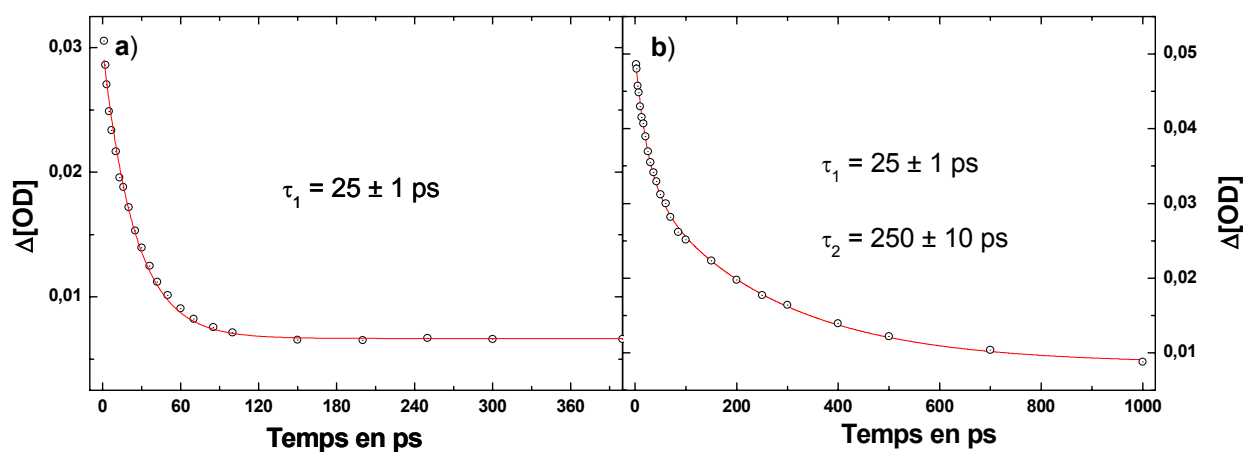 a)
0,03
0,02
0,01
Δ[OD]
τ1 = 25 ± 1 ps
0 60 120 180 240 300 360
Temps en ps
b)
0,05
0,04
0,03
0,02
0,01
Δ[OD]
τ1 = 25 ± 1 ps
τ2 = 250 ± 10 ps
0 200 400 600 800 1000
Temps en ps